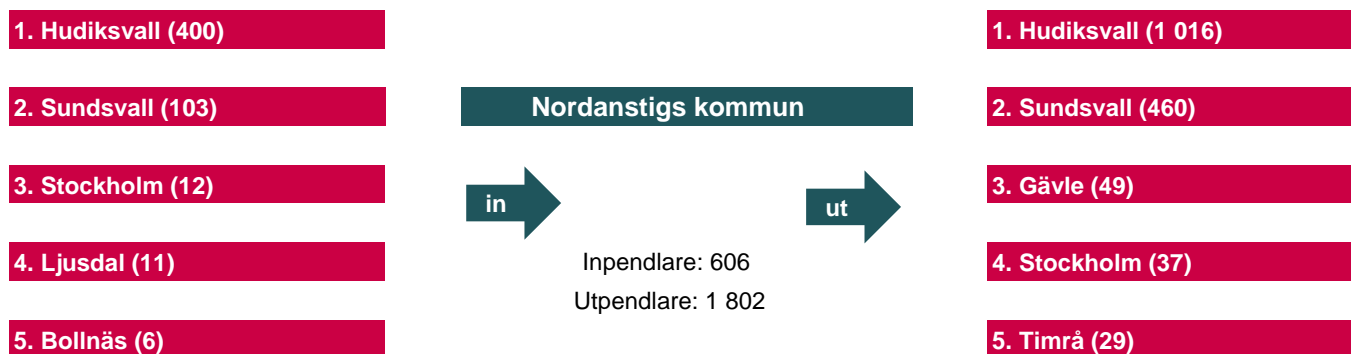 1. Hudiksvall (400)
2. Sundsvall (103)
3. Stockholm (12)
4. Ljusdal (11)
5. Bollnäs (6)
Nordanstigs kommun
in
ut
Inpendlare: 606
Utpendlare: 1 802
1. Hudiksvall (1 016)
2. Sundsvall (460)
3. Gävle (49)
4. Stockholm (37)
5. Timrå (29)